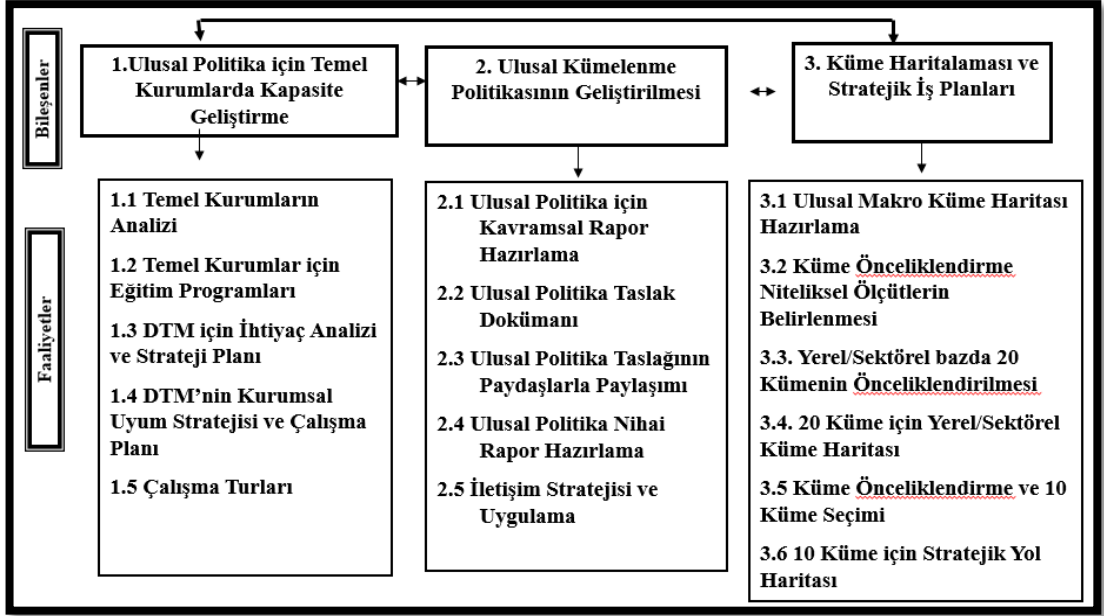 Bileşenler
1.Ulusal Politika için Temel
Kurumlarda Kapasite
Geliştirme
2. Ulusal Kümelenme
Politikasının Geliştirilmesi
3. Küme Haritalaması ve
Stratejik İş Planları
Faaliyetler
1.1 Temel Kurumların
Analizi
1.2 Temel Kurumlar için
Eğitim Programları
1.3 DTM için İhtiyaç Analizi
ve Strateji Planı
1.4 DTM’nin Kurumsal
Uyum Stratejisi ve Çalışma
Planı
1.5 Çalışma Turları
2.1 Ulusal Politika için
Kavramsal Rapor
Hazırlama
2.2 Ulusal Politika Taslak
Dokümanı
2.3 Ulusal Politika Taslağının
Paydaşlarla Paylaşımı
2.4 Ulusal Politika Nihai
Rapor Hazırlama
2.5 İletişim Stratejisi ve
Uygulama
3.1 Ulusal Makro Küme Haritası
Hazırlama
3.2 Küme Önceliklendirme
Niteliksel Ölçütlerin
Belirlenmesi
3.3. Yerel/Sektörel bazda 20
Kümenin Önceliklendirilmesi
3.4. 20 Küme için Yerel/Sektörel
Küme Haritası
3.5 Küme Önceliklendirme ve 10
Küme Seçimi
3.6 10 Küme için Stratejik Yol
Haritası